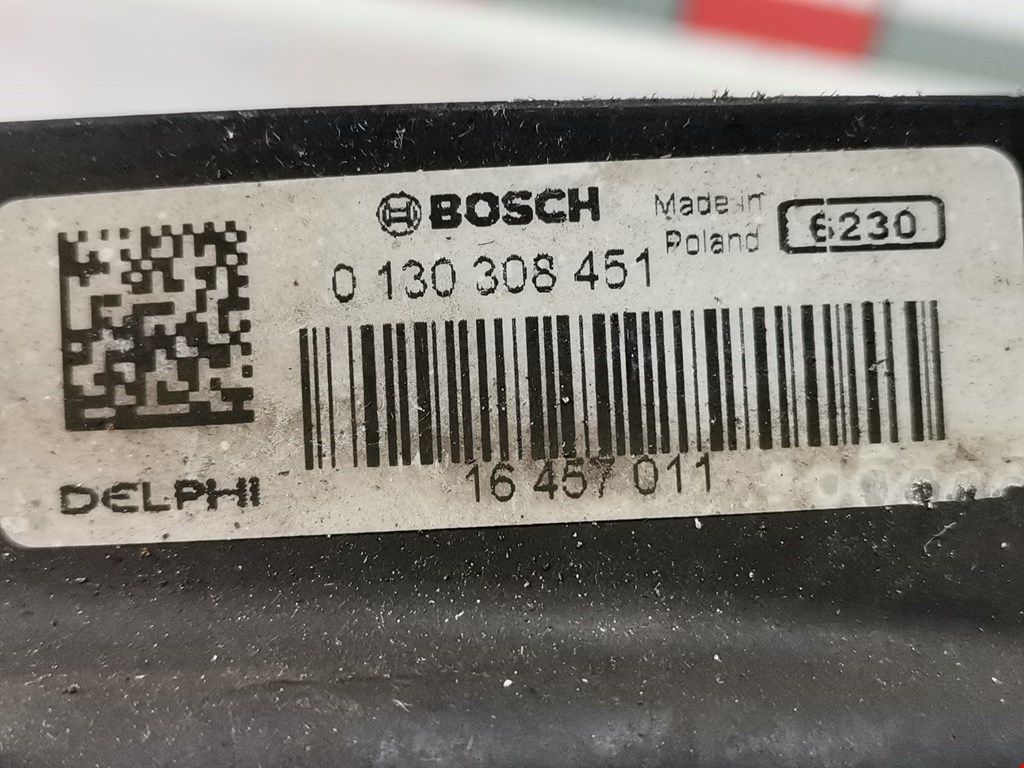 BOSCH
Made in
Poland
6230
0 130 308 451
16 457 011
DELPHI